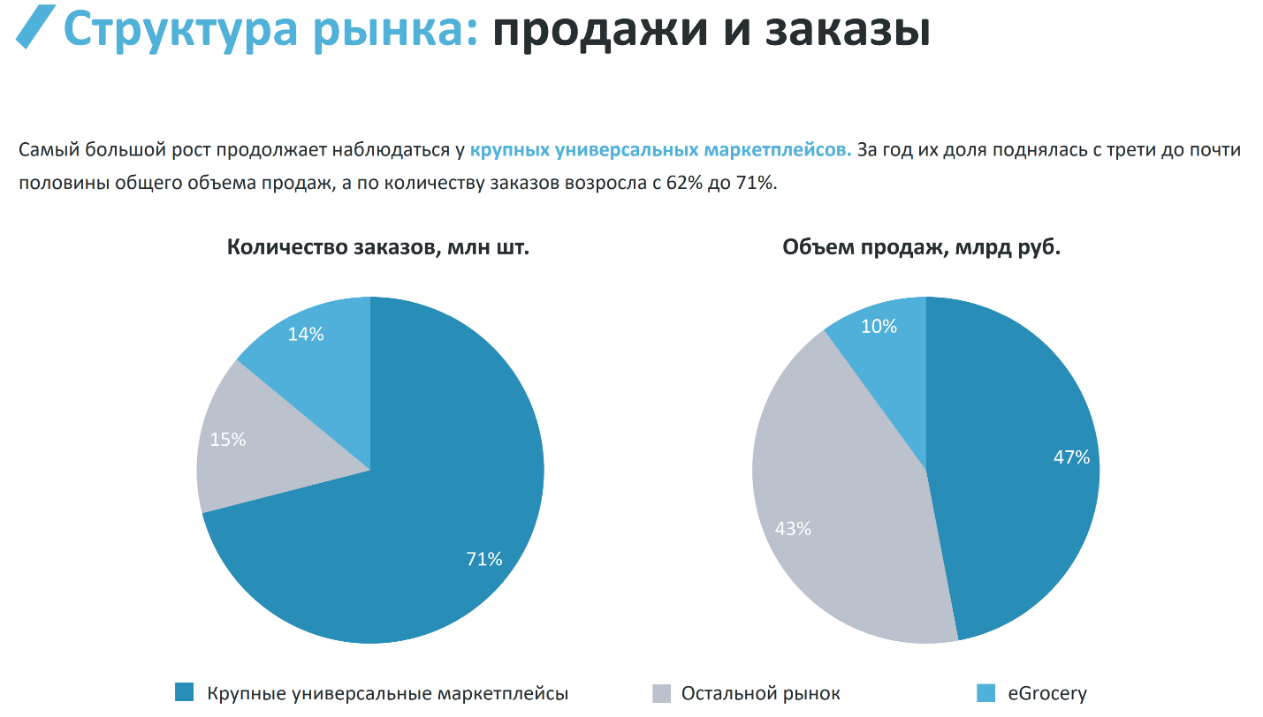 Структура рынка: продажи и заказы
Самый большой рост продолжает наблюдаться у крупных универсальных маркетплейсов. За год их доля поднялась с трети до почти
половины общего объема продаж, а по количеству заказов возросла с 62% до 71%.
Количество заказов, млн шт.
14%
15%
71%
Объем продаж, млрд руб.
10%
47%
43%
Крупные универсальные маркетплейсы
Остальной рынок
eGrocery